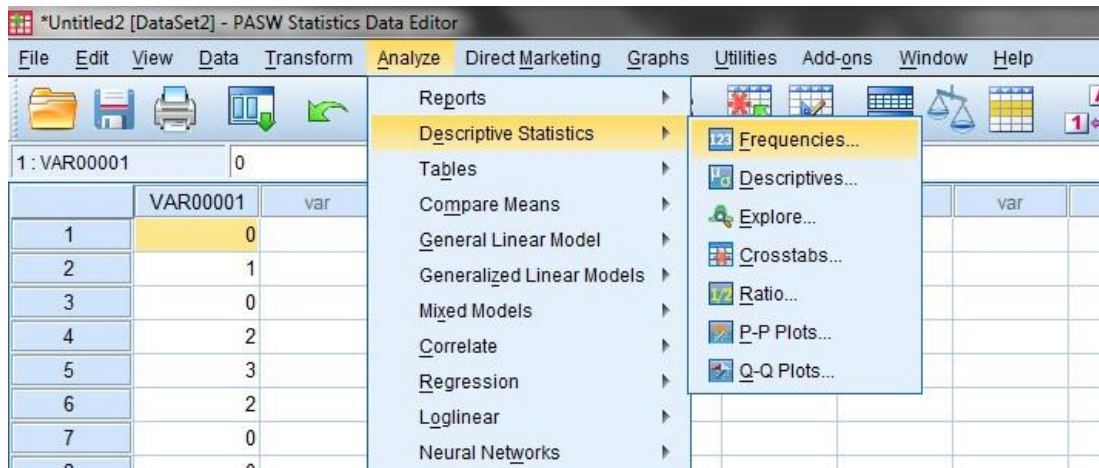 *Untitled2 [DataSet2] - PASW Statistics Data Editor
File Edit View Data Transform Analyze Direct Marketing Graphs Utilities Add-ons Window Help
1 : VAR00001 0
VAR00001 var var
1 0
2 1
3 0
4 2
5 3
6 2
7 0
Reports
Descriptive Statistics
Tables
Compare Means
General Linear Model
Generalized Linear Models
Mixed Models
Correlate
Regression
Loglinear
Neural Networks
123 Frequencies...
Descriptives...
Explore...
Crosstabs...
1/2 Ratio...
P-P Plots...
Q-Q Plots...